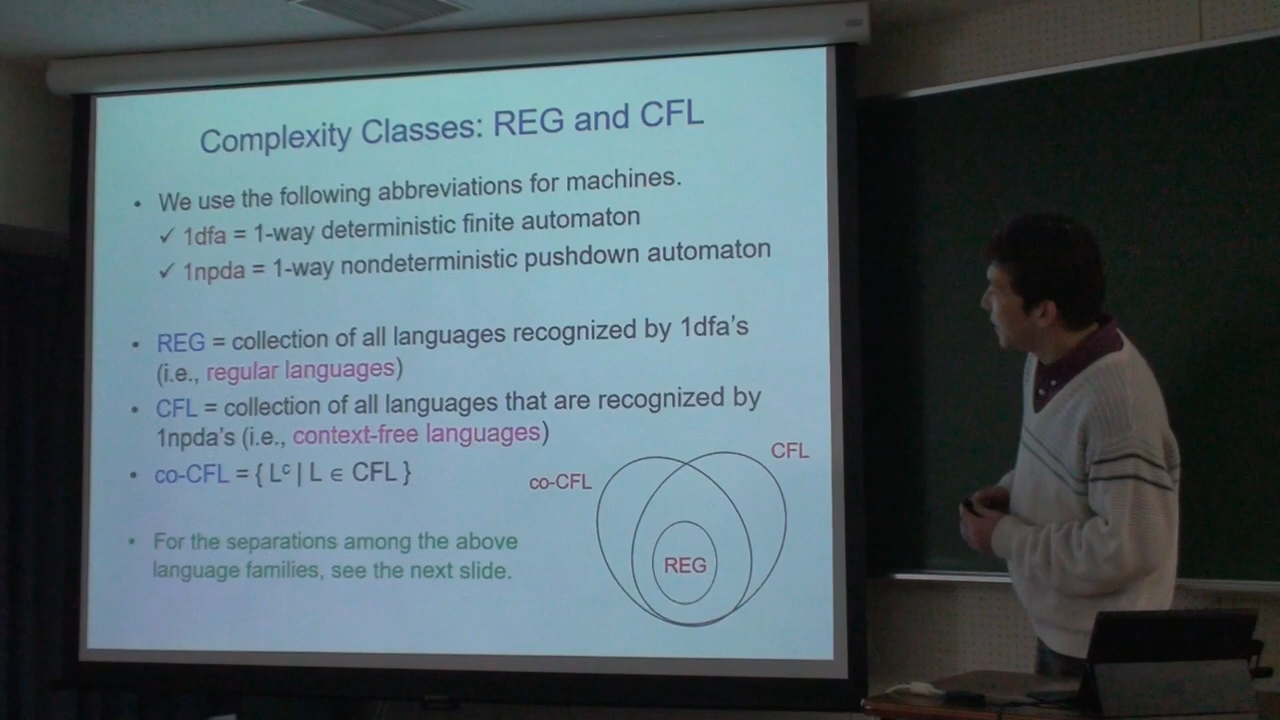 Complexity Classes: REG and CFL
• We use the following abbreviations for machines.
✓ 1dfa = 1-way deterministic finite automaton
✓ 1npda = 1-way nondeterministic pushdown automaton
• REG = collection of all languages recognized by 1dfa's
(i.e., regular languages)
• CFL = collection of all languages that are recognized by
1npda's (i.e., context-free languages)
• co-CFL = { Lᶜ | L ∈ CFL }
• For the separations among the above
language families, see the next slide.
co-CFL
CFL
REG